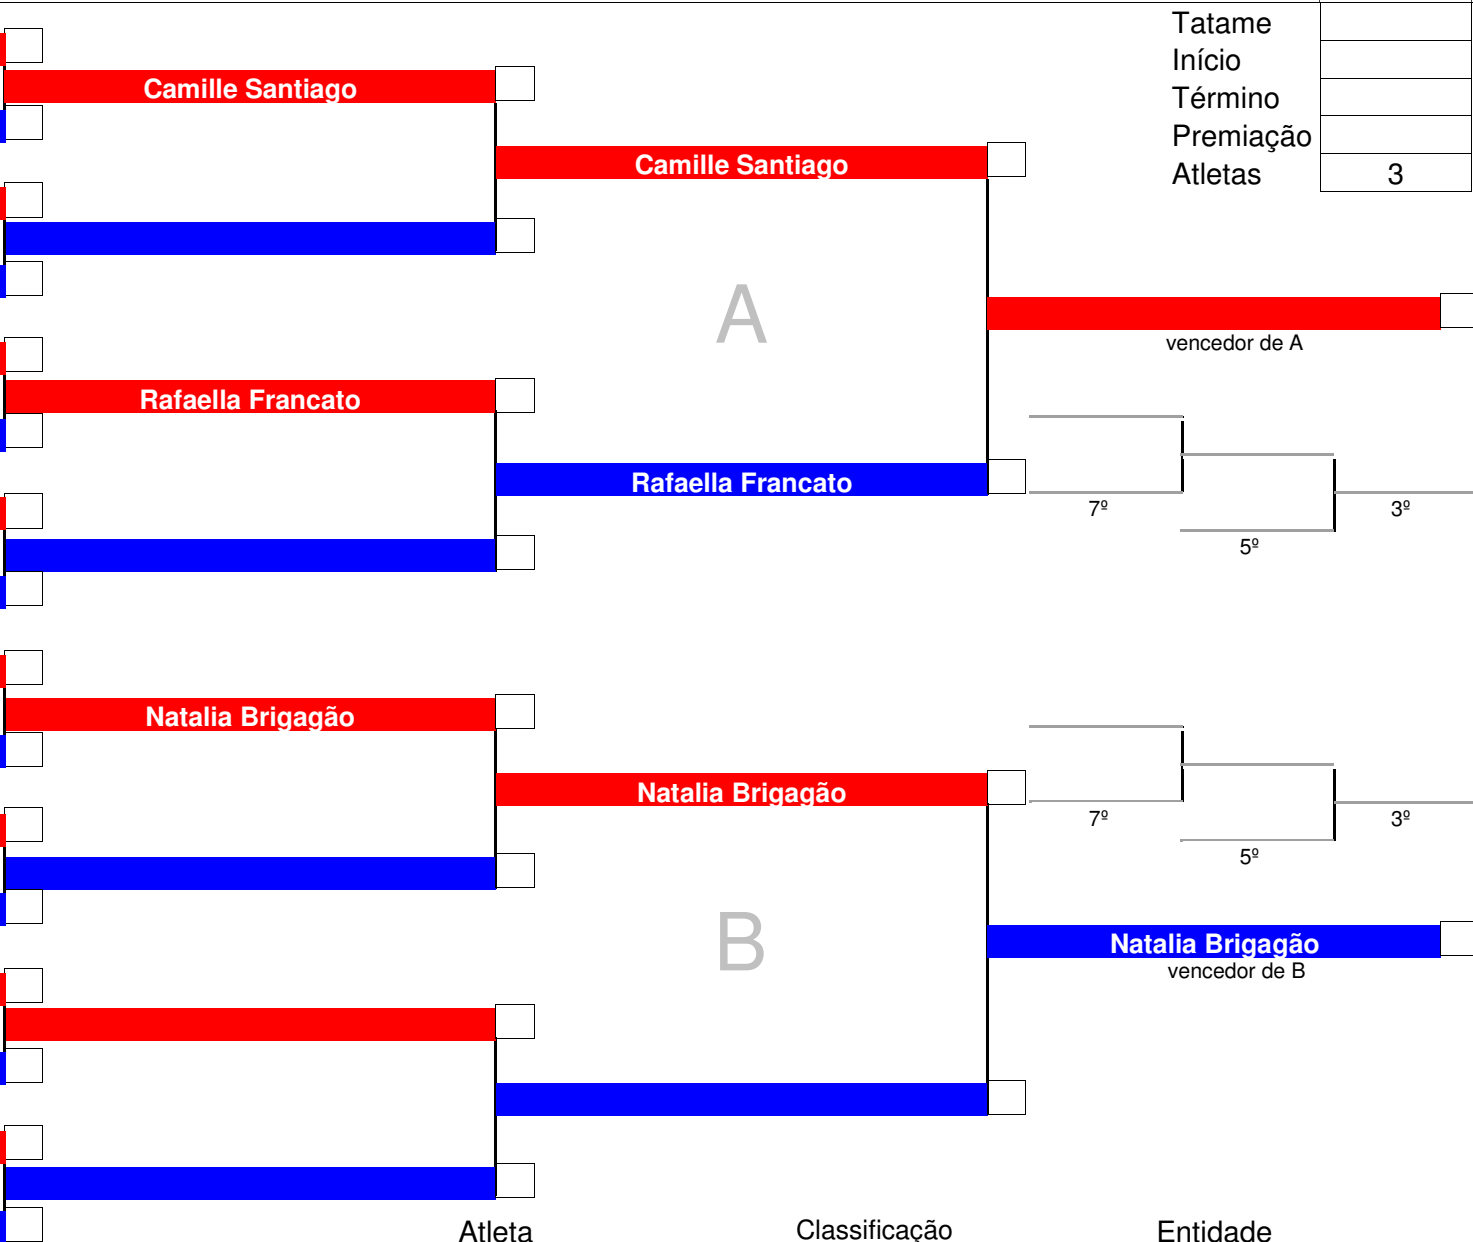 Tatame
Início
Término
Premiação
Atletas 3
Camille Santiago
Camille Santiago
A
vencedor de A
Rafaella Francato
Rafaella Francato
7º
3º
5º
Natalia Brigagão
Natalia Brigagão
7º
3º
5º
B
Natalia Brigagão
vencedor de B
Atleta Classificação Entidade